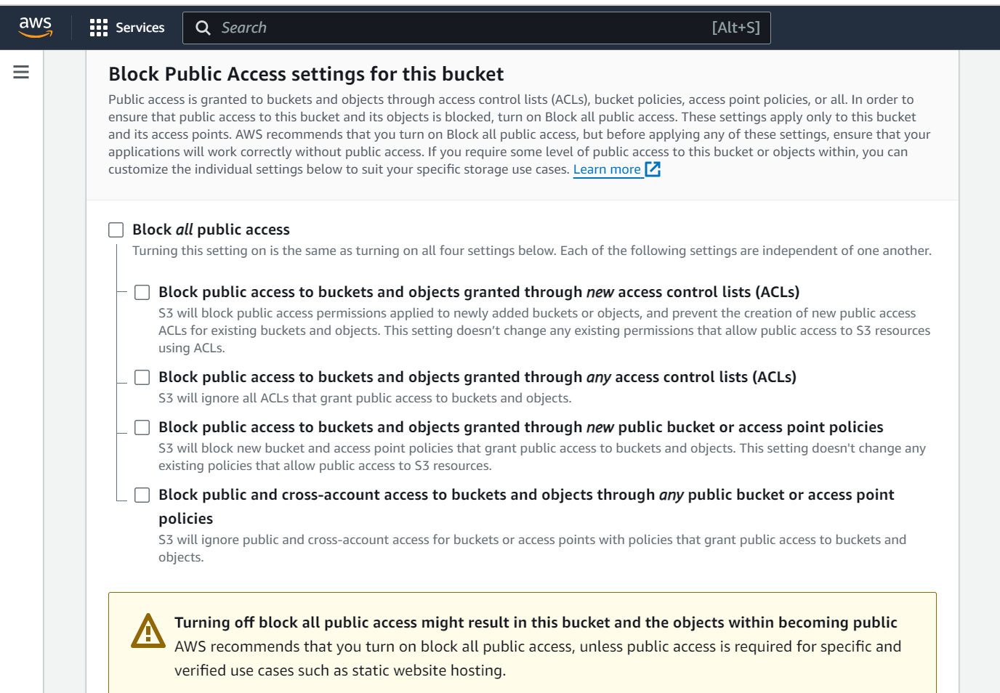 aws
Services
Search [Alt+S]
Block Public Access settings for this bucket
Public access is granted to buckets and objects through access control lists (ACLs), bucket policies, access point policies, or all. In order to
ensure that public access to this bucket and its objects is blocked, turn on Block all public access. These settings apply only to this bucket
and its access points. AWS recommends that you turn on Block all public access, but before applying any of these settings, ensure that your
applications will work correctly without public access. If you require some level of public access to this bucket or objects within, you can
customize the individual settings below to suit your specific storage use cases. Learn more
Block all public access
Turning this setting on is the same as turning on all four settings below. Each of the following settings are independent of one another.
Block public access to buckets and objects granted through new access control lists (ACLs)
S3 will block public access permissions applied to newly added buckets or objects, and prevent the creation of new public access
ACLs for existing buckets and objects. This setting doesn’t change any existing permissions that allow public access to S3 resources
using ACLs.
Block public access to buckets and objects granted through any access control lists (ACLs)
S3 will ignore all ACLs that grant public access to buckets and objects.
Block public access to buckets and objects granted through new public bucket or access point policies
S3 will block new bucket and access point policies that grant public access to buckets and objects. This setting doesn't change any
existing policies that allow public access to S3 resources.
Block public and cross-account access to buckets and objects through any public bucket or access point
policies
S3 will ignore public and cross-account access for buckets or access points with policies that grant public access to buckets and
objects.
Turning off block all public access might result in this bucket and the objects within becoming public
AWS recommends that you turn on block all public access, unless public access is required for specific and
verified use cases such as static website hosting.